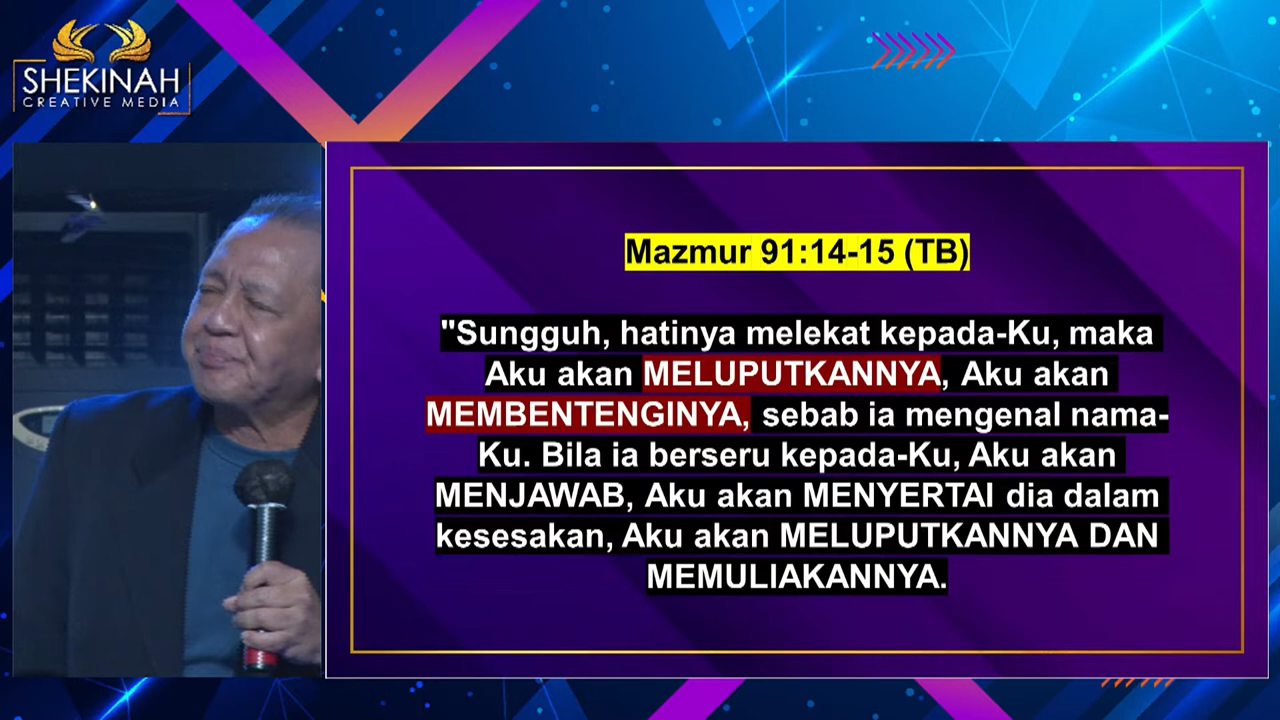 SHEKINAH
CREATIVE MEDIA
Mazmur 91:14-15 (TB)
"Sungguh, hatinya melekat kepada-Ku, maka
Aku akan MELUPUTKANNYA, Aku akan
MEMBENTENGINYA, sebab ia mengenal nama-
Ku. Bila ia berseru kepada-Ku, Aku akan
MENJAWAB, Aku akan MENYERTAI dia dalam
kesesakan, Aku akan MELUPUTKANNYA DAN
MEMULIAKANNYA.